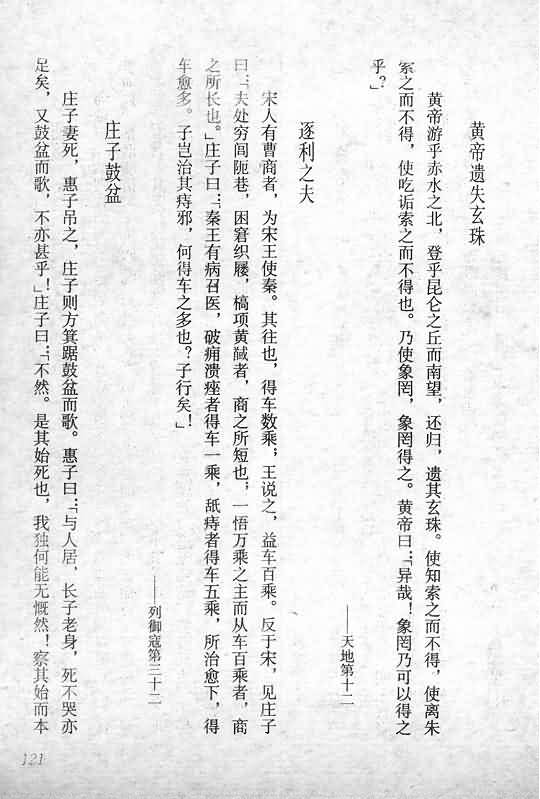 黄帝遗失玄珠
黄帝游乎赤水之北，登乎昆仑之丘而南望，还归，遗其玄珠。使知索之而不得，使离朱
索之而不得，使吃诟索之而不得也。乃使象罔，象罔得之。黄帝曰：「异哉！象罔乃可以得之
乎？
——天地第十二
逐利之夫
宋人有曹商者，为宋王使秦。其往也，得车数乘；王说之，益车百乘。反于宋，见庄子
曰：「夫处穷闾阨巷，困窘织屦，槁项黄馘者，商之所短也，一悟万乘之主而从车百乘者，商
之所长也。」庄子曰：「秦王有病召医，破痈溃痤者得车一乘，舐痔者得车五乘，所治愈下，得
车愈多。子岂治其痔邪，何得车之多也？子行矣！」
——列御寇第三十二
庄子鼓盆
庄子妻死，惠子吊之，庄子则方箕踞鼓盆而歌。惠子曰：「与人居，长子老身，死不哭亦
足矣，又鼓盆而歌，不亦甚乎！」庄子曰：「不然。是其始死也，我独何能无慨然！察其始而本
121